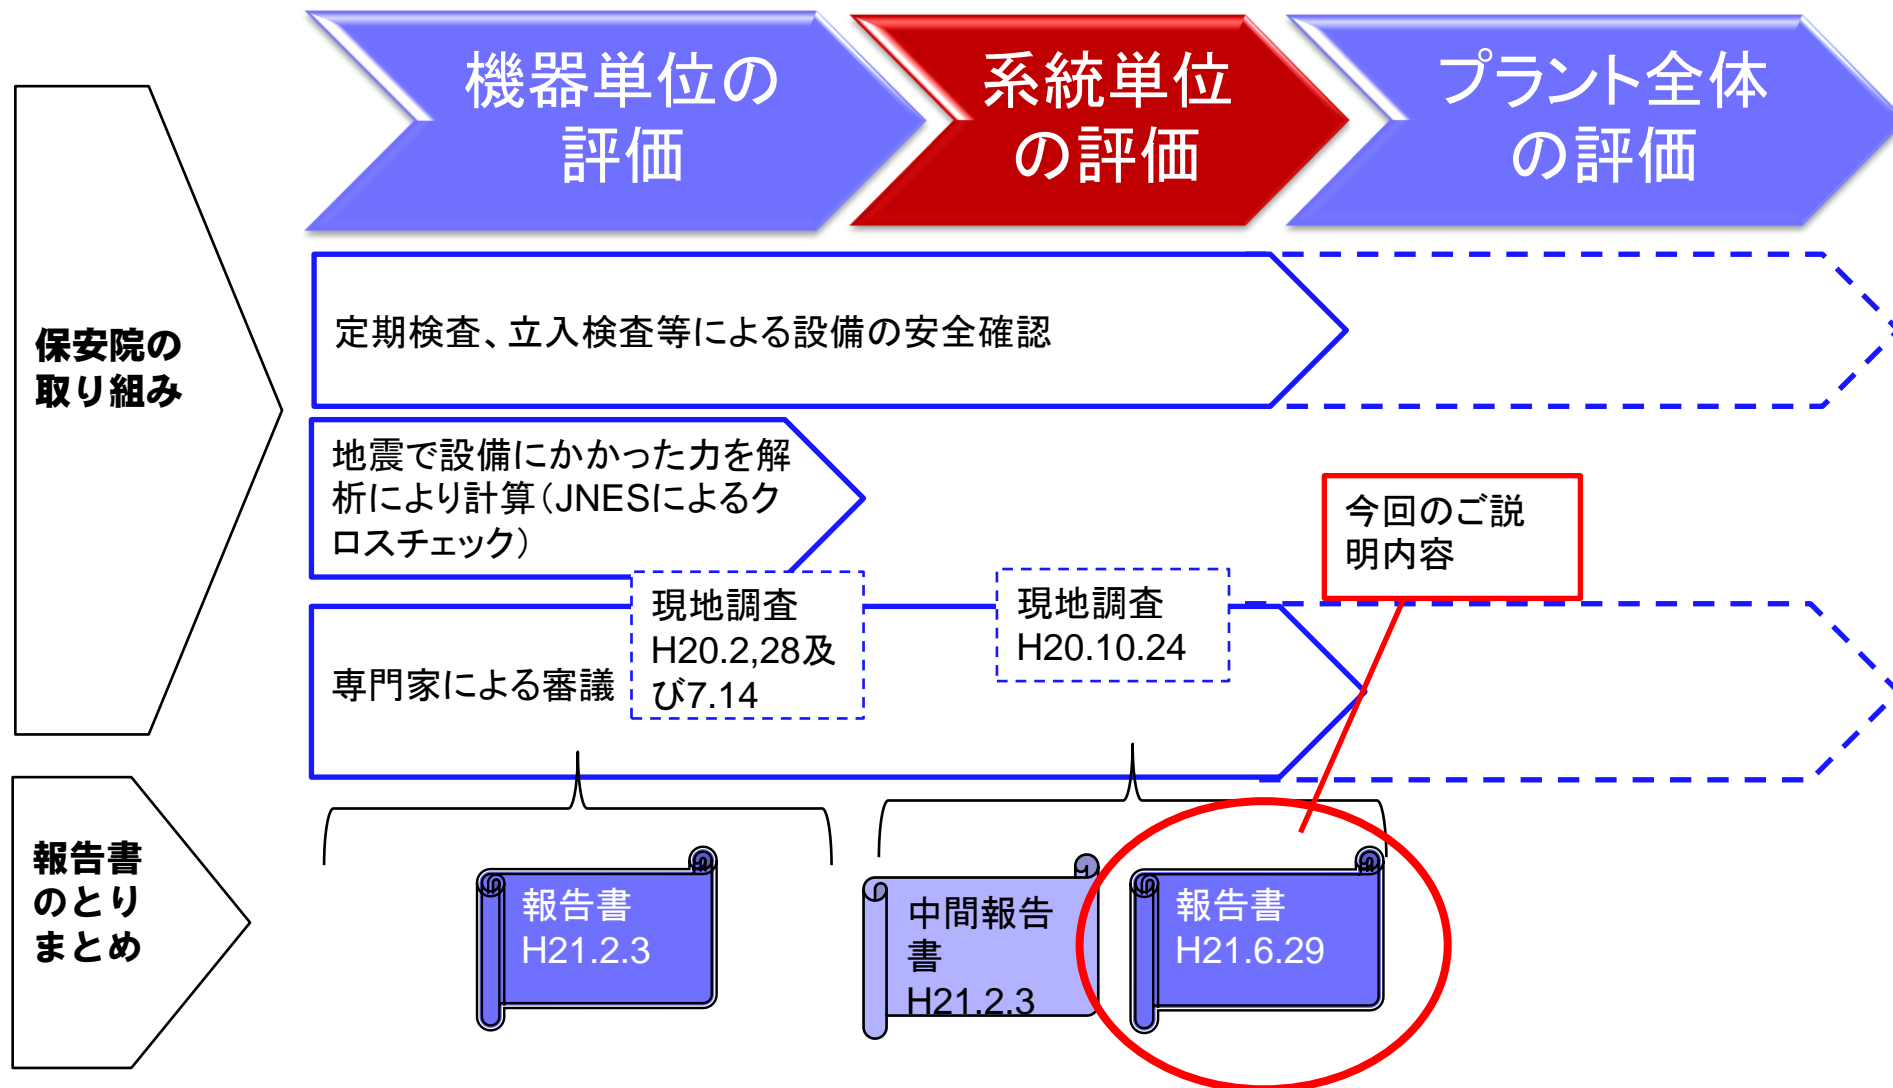 機器単位の
評価
系統単位
の評価
プラント全体
の評価
保安院の
取り組み
定期検査、立入検査等による設備の安全確認
地震で設備にかかった力を解
析により計算（JNESによるク
ロスチェック）
今回のご説
明内容
専門家による審議
現地調査
H20.2,28及
び7.14
現地調査
H20.10.24
報告書
のとり
まとめ
報告書
H21.2.3
中間報告
書
H21.2.3
報告書
H21.6.29